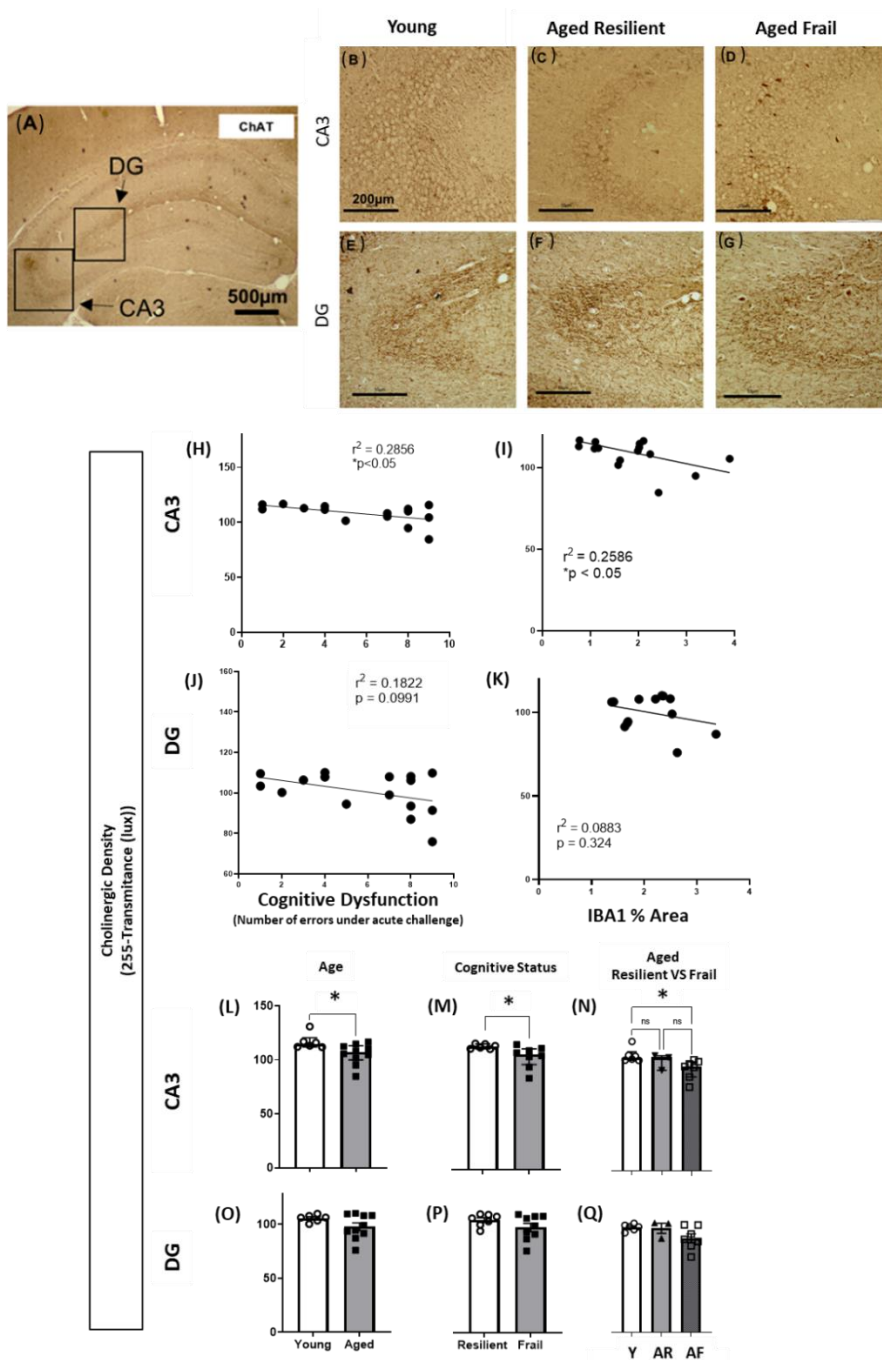 Young
Aged Resilient
Aged Frail
(A)
ChAT
DG
CA3
500μm
CA3
(B)
200μm
(C)
(D)
DG
(E)
(F)
(G)
Cholinergic Density
(255-Transmitance (lux))
CA3
(H)
r² = 0.2856
*p<0.05
150
100
50
0
0 2 4 6 8 10
(I)
r² = 0.2586
*p < 0.05
100
50
0
0 1 2 3 4
DG
(J)
r² = 0.1822
p = 0.0991
160
140
120
100
80
60
0 2 4 6 8 10
Cognitive Dysfunction
(Number of errors under acute challenge)
(K)
r² = 0.0883
p = 0.324
100
50
0
0 1 2 3 4
IBA1 % Area
Age
Cognitive Status
Aged
Resilient VS Frail
CA3
(L)
*
150
100
50
0
(M)
*
(N)
*
ns
ns
DG
(O)
100
50
0
Young Aged
(P)
Resilient Frail
(Q)
Y AR AF